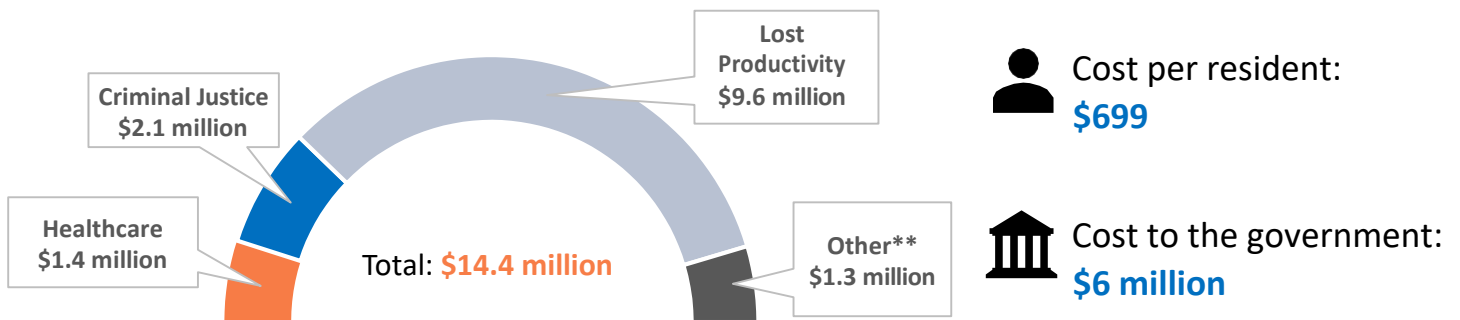 Lost
Productivity
$9.6 million
Criminal Justice
$2.1 million
Healthcare
$1.4 million
Total: $14.4 million
Other**
$1.3 million
Cost per resident:
$699
Cost to the government:
$6 million